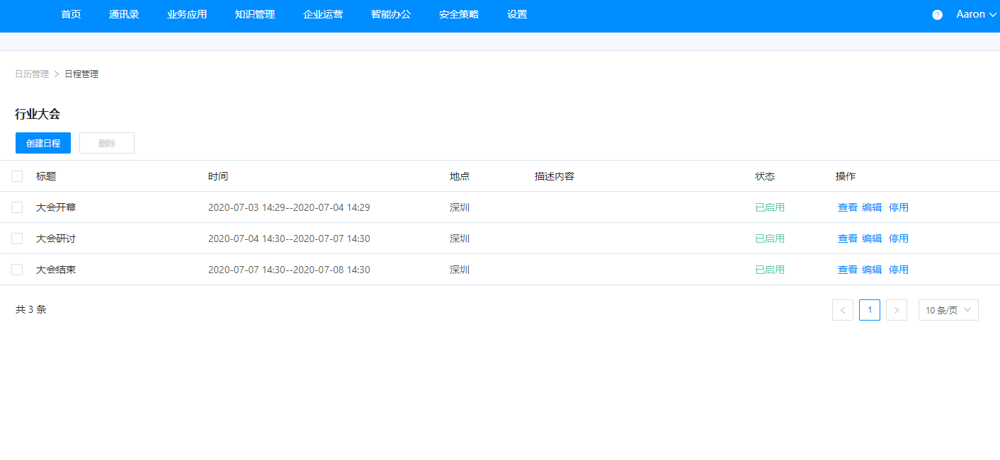 首页 通讯录 业务应用 知识管理 企业运营 智能办公 安全策略 设置 ? Aaron
日历管理 > 日程管理
行业大会
创建日程 删除
标题 时间 地点 描述内容 状态 操作
大会开幕 2020-07-03 14:29--2020-07-04 14:29 深圳 已启用 查看 编辑 停用
大会研讨 2020-07-04 14:30--2020-07-07 14:30 深圳 已启用 查看 编辑 停用
大会结束 2020-07-07 14:30--2020-07-08 14:30 深圳 已启用 查看 编辑 停用
共 3 条 < 1 > 10 条/页